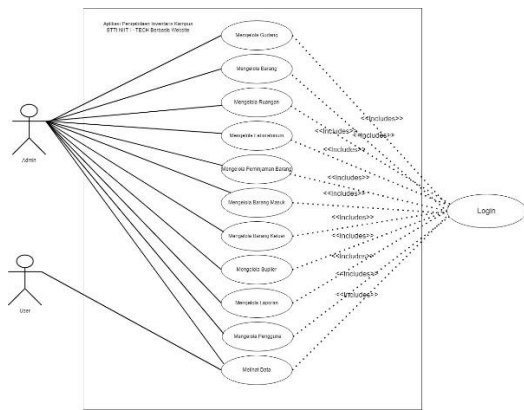 Aplikasi Pengelolaan Inventaris Kampus
STTI NIIT I - TECH Berbasis Website
Mengelola Gudang
Mengelola Barang
Mengelola Ruangan
<<Includes>>
<<Includes>>
<<Includes>>
Mengelola Laboratorium
<<Includes>>
Admin
Mengelola Peminjaman Barang
<<Includes>>
<<Includes>>
Mengelola Barang Masuk
Login
<<Includes>>
Mengelola Barang Keluar
<<Includes>>
Mengelola Suplier
<<Includes>>
<<Includes>>
Mengelola Laporan
User
Mengelola Pengguna
Melihat Data